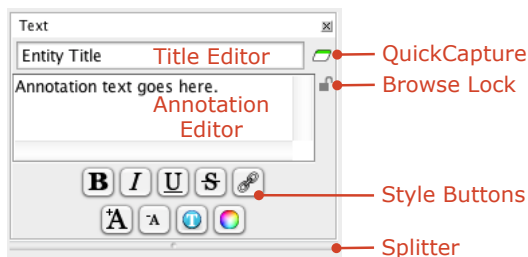 Text
Entity Title Title Editor QuickCapture
Annotation text goes here. Browse Lock
Annotation
Editor
B I U S Style Buttons
+A -A T
Splitter